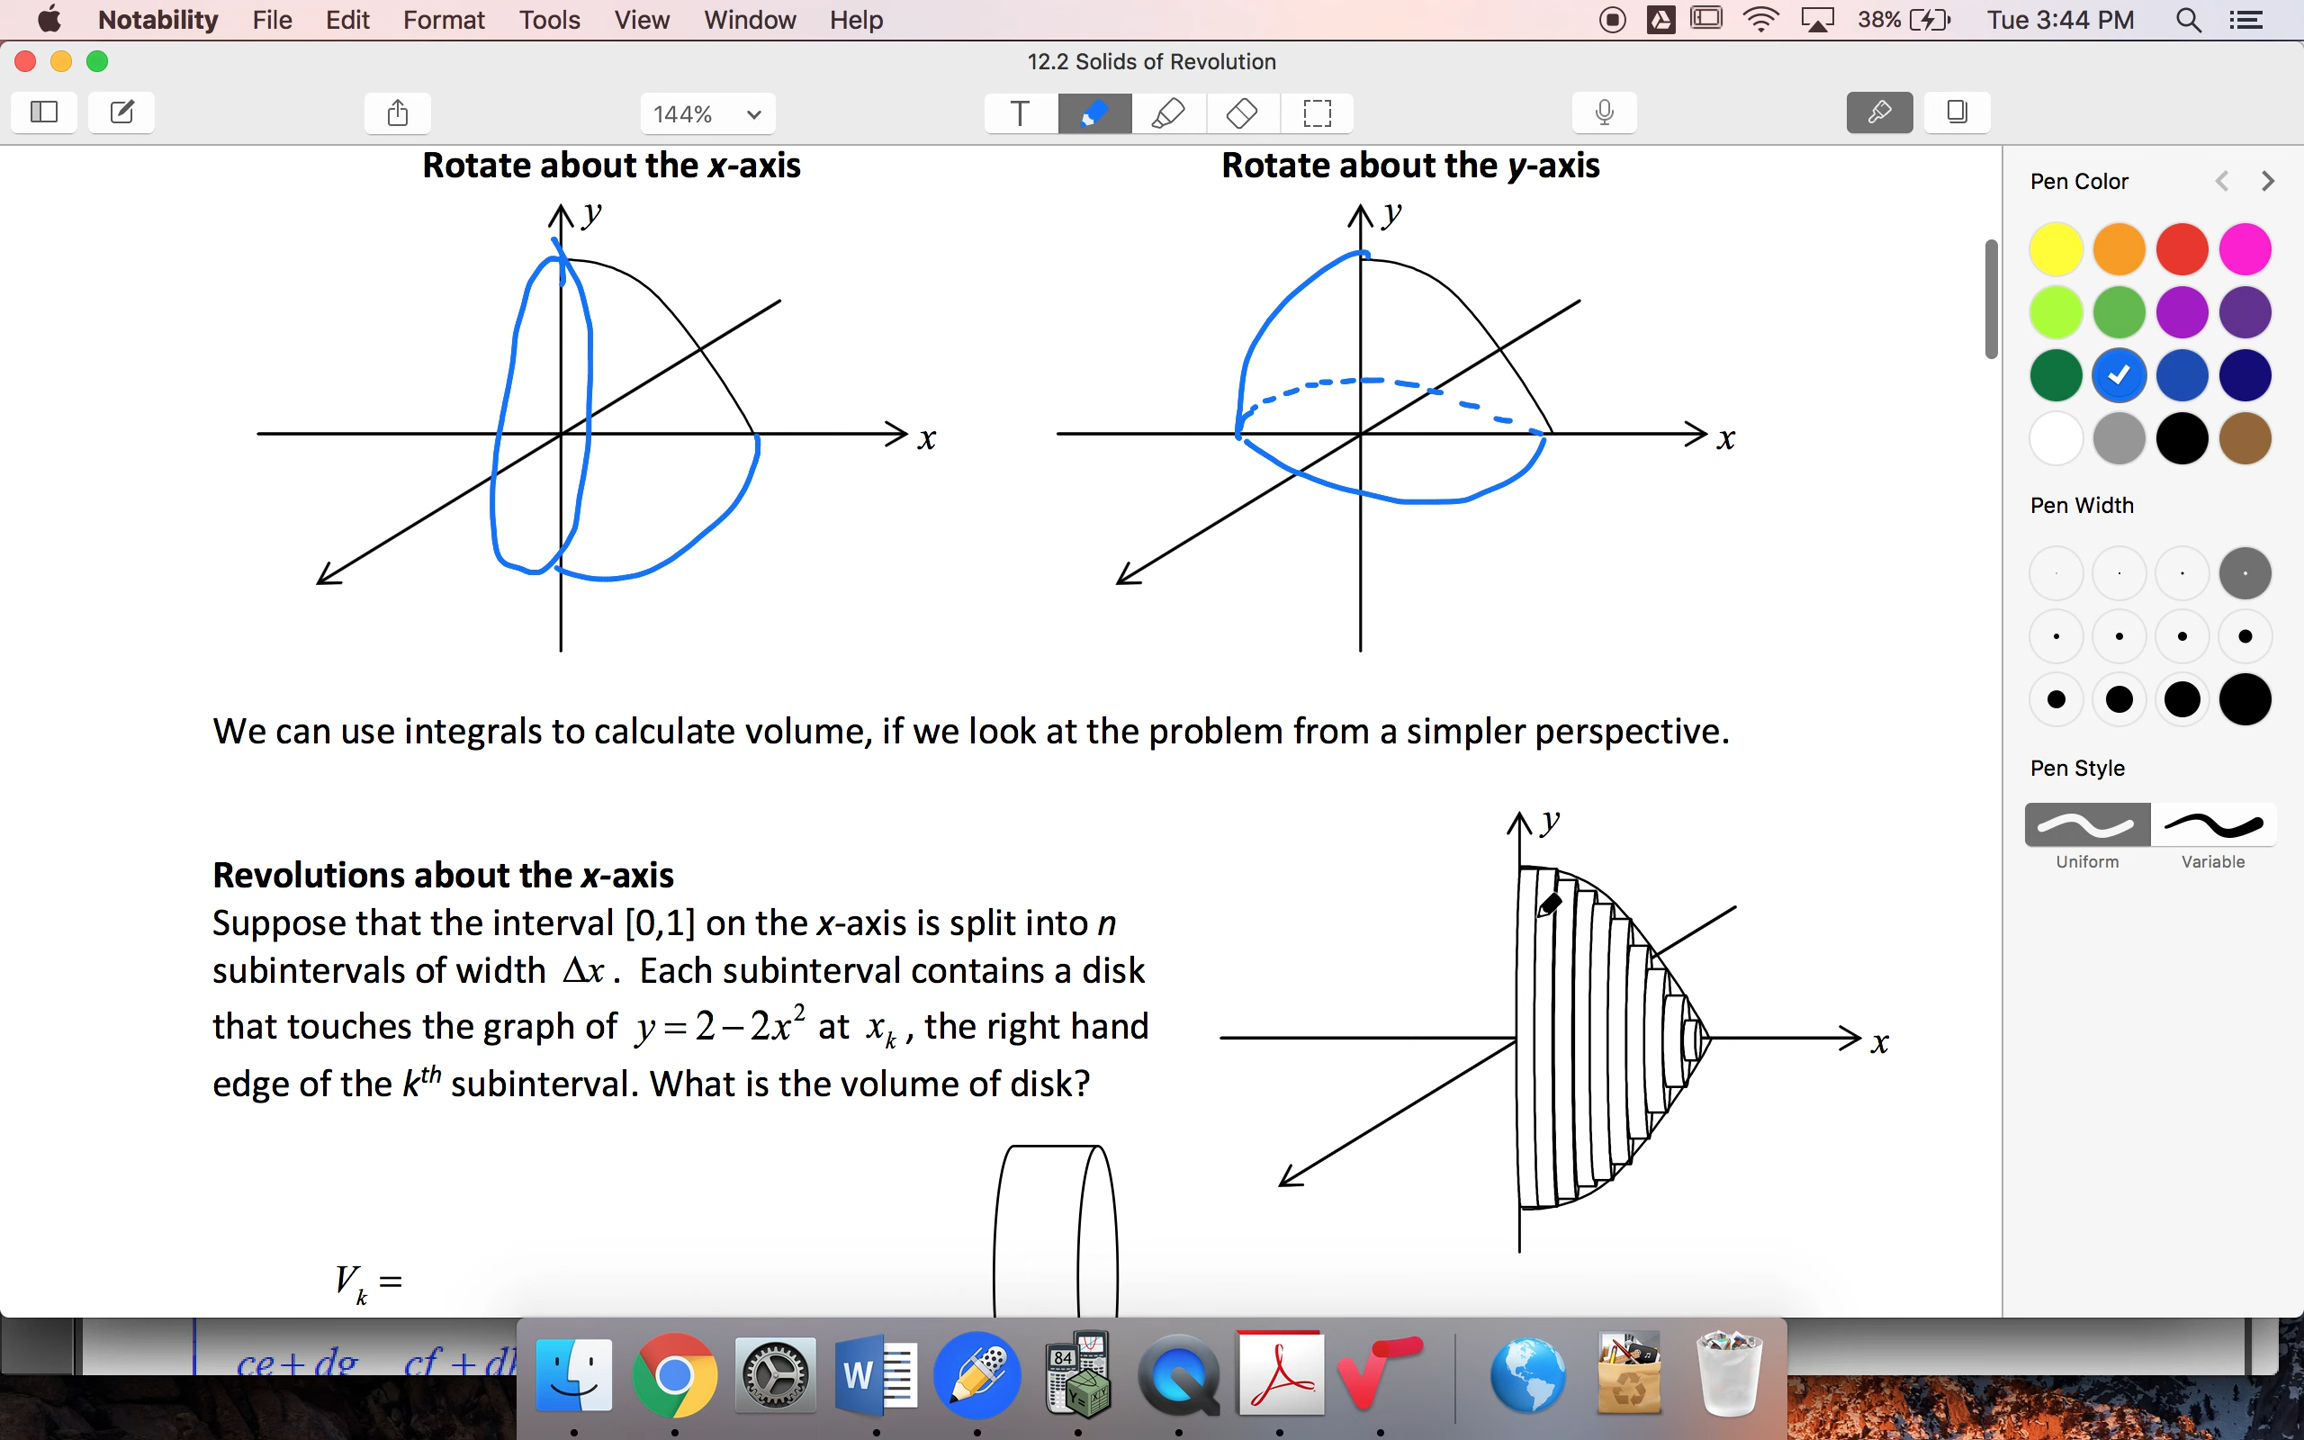 Notability File Edit Format Tools View Window Help 38% Tue 3:44 PM
12.2 Solids of Revolution
144% T
Rotate about the x-axis Rotate about the y-axis
y y
x x
We can use integrals to calculate volume, if we look at the problem from a simpler perspective.
y
Revolutions about the x-axis
Suppose that the interval [0,1] on the x-axis is split into n
subintervals of width Δx. Each subinterval contains a disk
that touches the graph of y = 2 – 2x² at xₖ, the right hand
x
edge of the kᵗʰ subinterval. What is the volume of disk?
Vₖ =
Pen Color
Pen Width
Pen Style
Uniform Variable
ce + dg
W
84
Y= X,Y